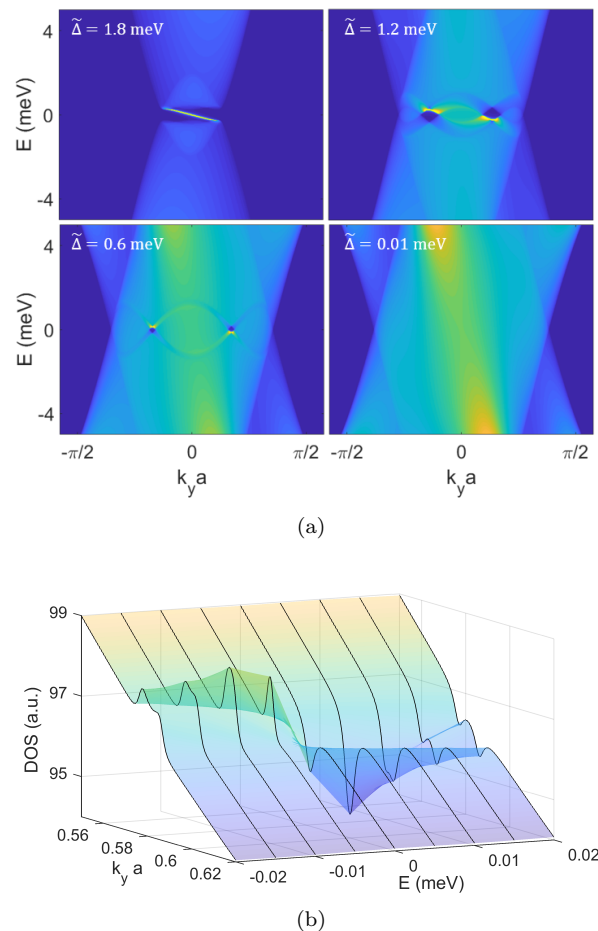 Δ̃ = 1.8 meV
Δ̃ = 1.2 meV
4
0
-4
E (meV)
Δ̃ = 0.6 meV
Δ̃ = 0.01 meV
4
0
-4
E (meV)
-π/2 0 π/2
-π/2 0 π/2
k_y a
k_y a
(a)
99
97
95
DOS (a.u.)
0.56
0.58
0.6
0.62
k_y a
-0.02
-0.01
0
0.01
0.02
E (meV)
(b)